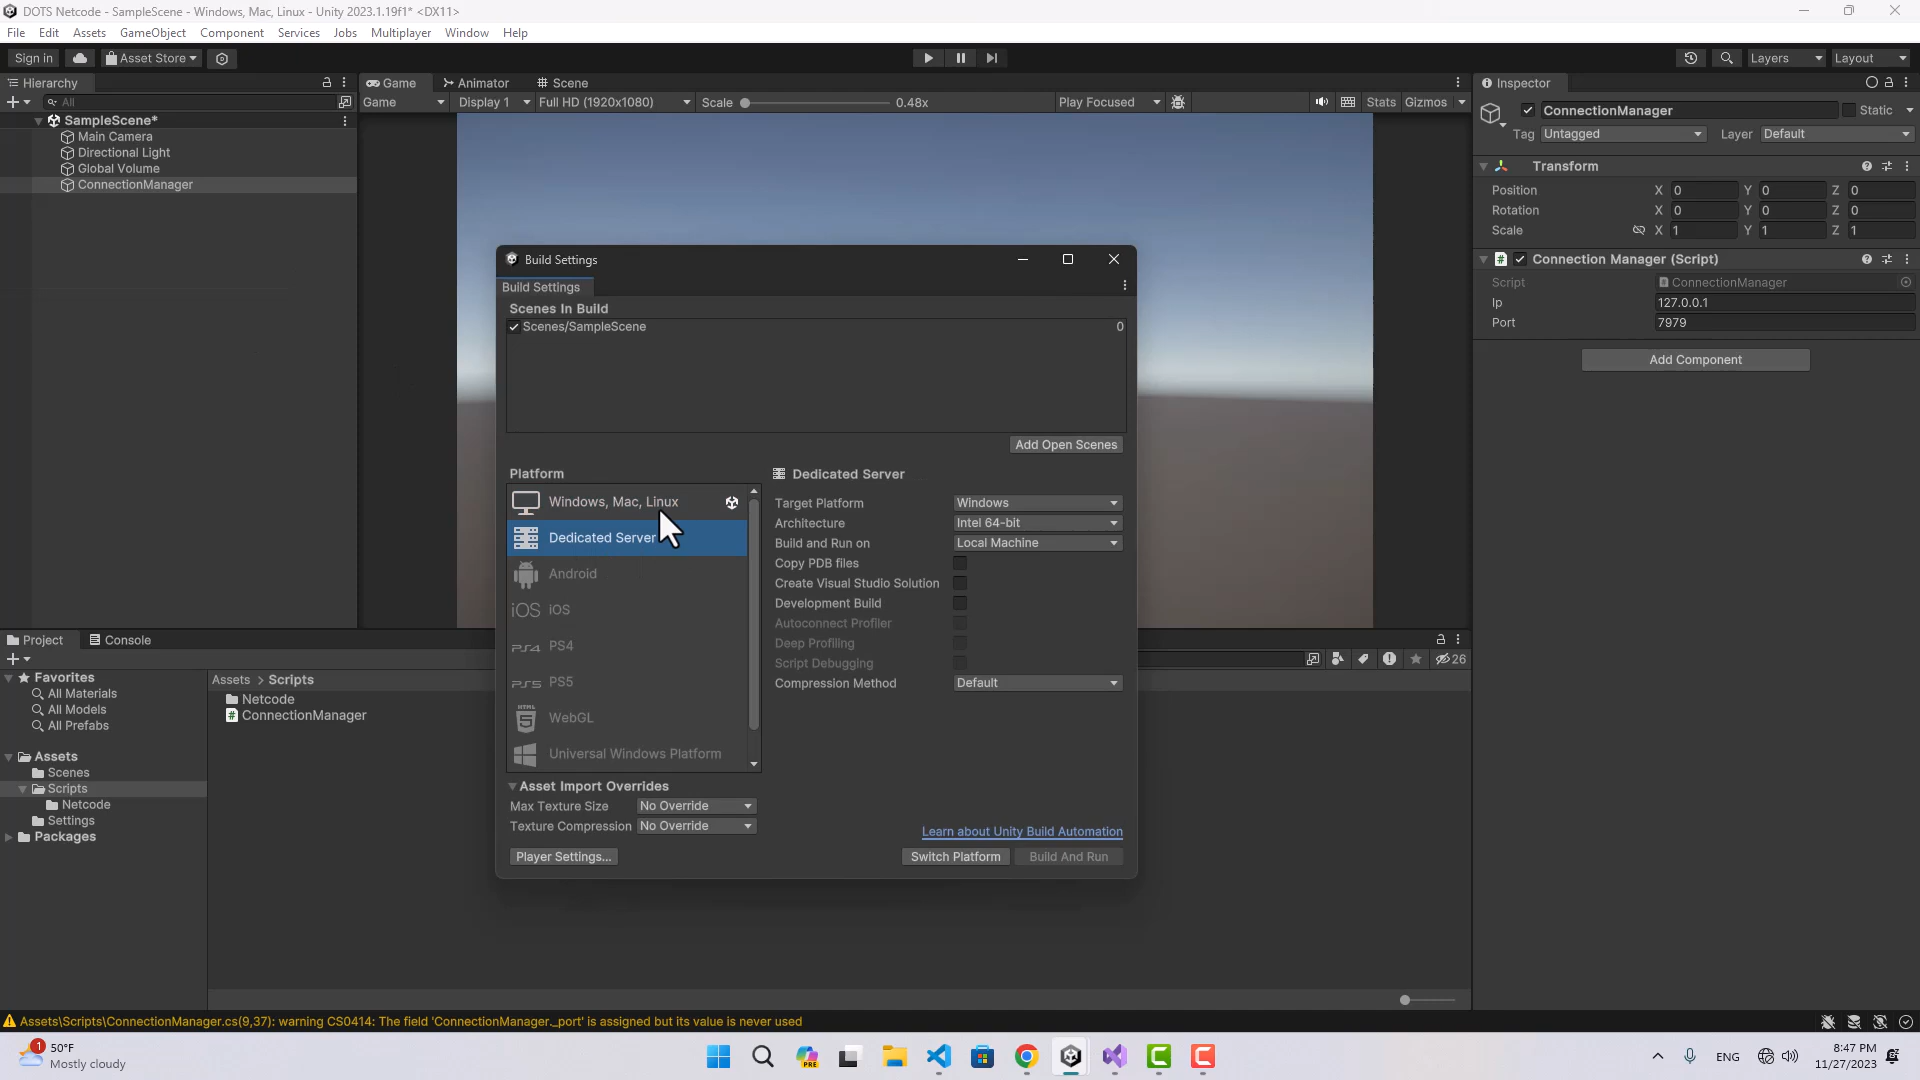 DOTS Netcode - SampleScene - Windows, Mac, Linux - Unity 2023.1.19f1* <DX11>
File Edit Assets GameObject Component Services Jobs Multiplayer Window Help
Sign in Asset Store Layers Layout
Hierarchy
All
SampleScene*
Main Camera
Directional Light
Global Volume
ConnectionManager
Game Animator Scene
Game Display 1 Full HD (1920x1080) Scale 0.48x Play Focused Stats Gizmos
Inspector
ConnectionManager Static
Tag Untagged Layer Default
Transform
Position X 0 Y 0 Z 0
Rotation X 0 Y 0 Z 0
Scale X 1 Y 1 Z 1
Connection Manager (Script)
Script ConnectionManager
Ip 127.0.0.1
Port 7979
Add Component
Build Settings
Build Settings
Scenes In Build
Scenes/SampleScene 0
Add Open Scenes
Platform
Windows, Mac, Linux
Dedicated Server
Android
iOS iOS
PS4 PS4
PS5 PS5
HTML 5 WebGL
Universal Windows Platform
Dedicated Server
Target Platform Windows
Architecture Intel 64-bit
Build and Run on Local Machine
Copy PDB files
Create Visual Studio Solution
Development Build
Autoconnect Profiler
Deep Profiling
Script Debugging
Compression Method Default
Asset Import Overrides
Max Texture Size No Override
Texture Compression No Override
Learn about Unity Build Automation
Player Settings... Switch Platform Build And Run
Project Console
26
Favorites
All Materials
All Models
All Prefabs
Assets
Scenes
Scripts
Netcode
Settings
Packages
Assets > Scripts
Netcode
ConnectionManager
Assets\Scripts\ConnectionManager.cs(9,37): warning CS0414: The field 'ConnectionManager._port' is assigned but its value is never used
1
50°F
Mostly cloudy
PRE
ENG
8:47 PM
11/27/2023